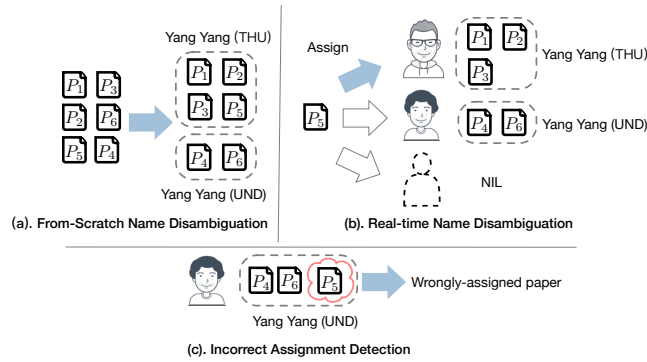 Yang Yang (THU)
P1 P3
P2 P6
P5 P4
P1 P2
P3 P5
P4 P6
Yang Yang (UND)
(a). From-Scratch Name Disambiguation
Assign
P5
P1 P2
P3
Yang Yang (THU)
P4 P6
Yang Yang (UND)
NIL
(b). Real-time Name Disambiguation
P4 P6 P5
Wrongly-assigned paper
Yang Yang (UND)
(c). Incorrect Assignment Detection